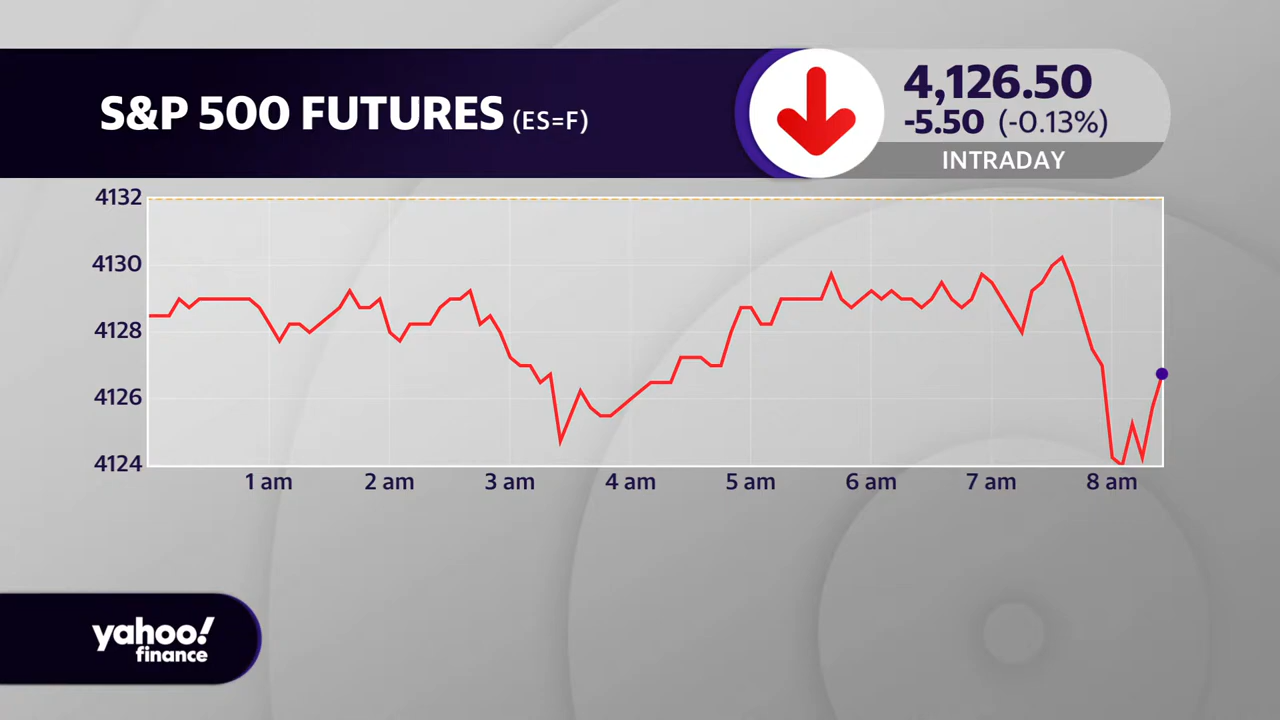 S&P 500 FUTURES (ES=F)
4,126.50
-5.50 (-0.13%)
INTRADAY
4132
4130
4128
4126
4124
1 am 2 am 3 am 4 am 5 am 6 am 7 am 8 am
yahoo!
finance